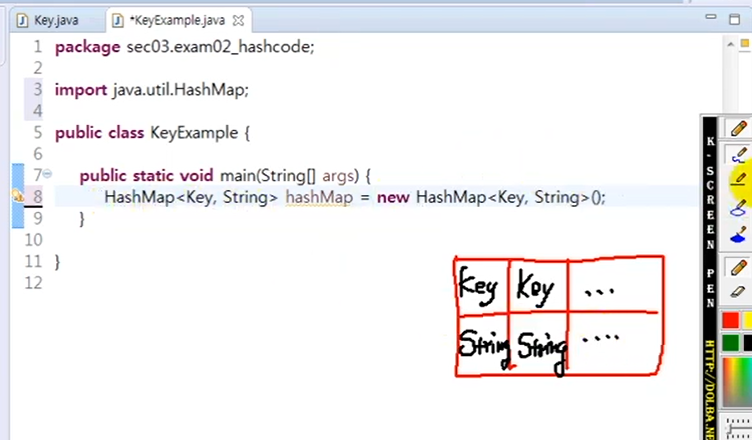 Key.java *KeyExample.java
1 package sec03.exam02_hashcode;
2
3 import java.util.HashMap;
4
5 public class KeyExample {
6
7 public static void main(String[] args) {
8 HashMap<Key, String> hashMap = new HashMap<Key, String>();
9 }
10
11 }
12
Key Key ...
String String ....
K-SCREEN PEN HTTP://DOLBA.NE